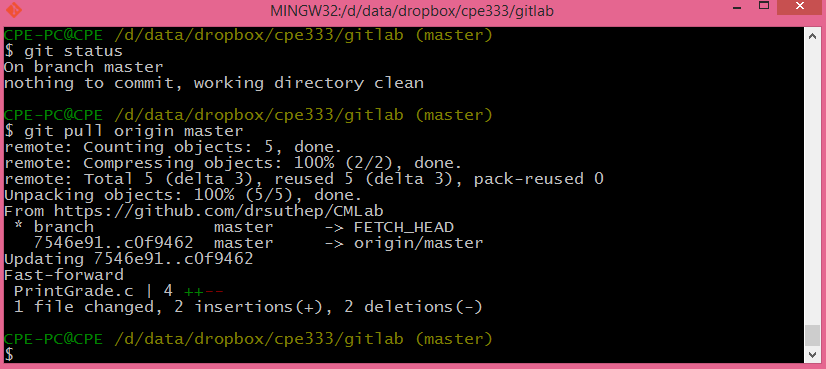 MINGW32:/d/data/dropbox/cpe333/gitlab
CPE-PC@CPE /d/data/dropbox/cpe333/gitlab (master)
$ git status
On branch master
nothing to commit, working directory clean
CPE-PC@CPE /d/data/dropbox/cpe333/gitlab (master)
$ git pull origin master
remote: Counting objects: 5, done.
remote: Compressing objects: 100% (2/2), done.
remote: Total 5 (delta 3), reused 5 (delta 3), pack-reused 0
Unpacking objects: 100% (5/5), done.
From https://github.com/drsuthep/CMLab
 * branch            master     -> FETCH_HEAD
   7546e91..c0f9462  master     -> origin/master
Updating 7546e91..c0f9462
Fast-forward
 PrintGrade.c | 4 ++--
 1 file changed, 2 insertions(+), 2 deletions(-)
CPE-PC@CPE /d/data/dropbox/cpe333/gitlab (master)
$